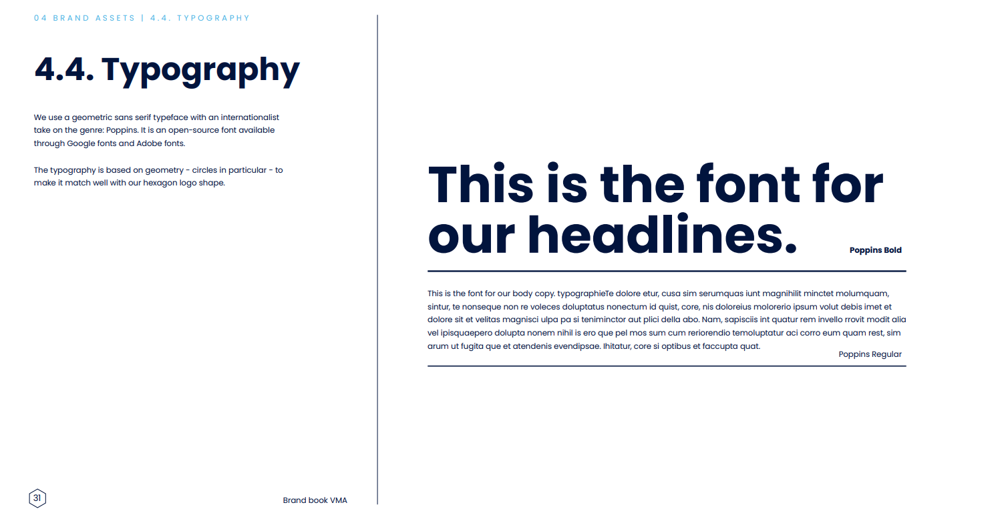 04 BRAND ASSETS | 4.4. TYPOGRAPHY
4.4. Typography
We use a geometric sans serif typeface with an internationalist
take on the genre: Poppins. It is an open-source font available
through Google fonts and Adobe fonts.
The typography is based on geometry - circles in particular - to
make it match well with our hexagon logo shape.
31
Brand book VMA
This is the font for
our headlines.
Poppins Bold
This is the font for our body copy. typographieTe dolore etur, cusa sim serumquas iunt magnihilit minctet molumquam,
sintur, te nonseque non re voleces doluptatus nonectum id quist, core, nis doloreius molorerio ipsum volut debis imet et
dolore sit et velitas magnisci ulpa pa si teniminctor aut plici della abo. Nam, sapisciis int quatur rem invello rrovit modit alia
vel ipisquaepero dolupta nonem nihil is ero que pel mos sum cum reriorendio temoluptatur aci corro eum quam rest, sim
arum ut fugita que et atendenis evendipsae. Ihitatur, core si optibus et faccupta quat.
Poppins Regular